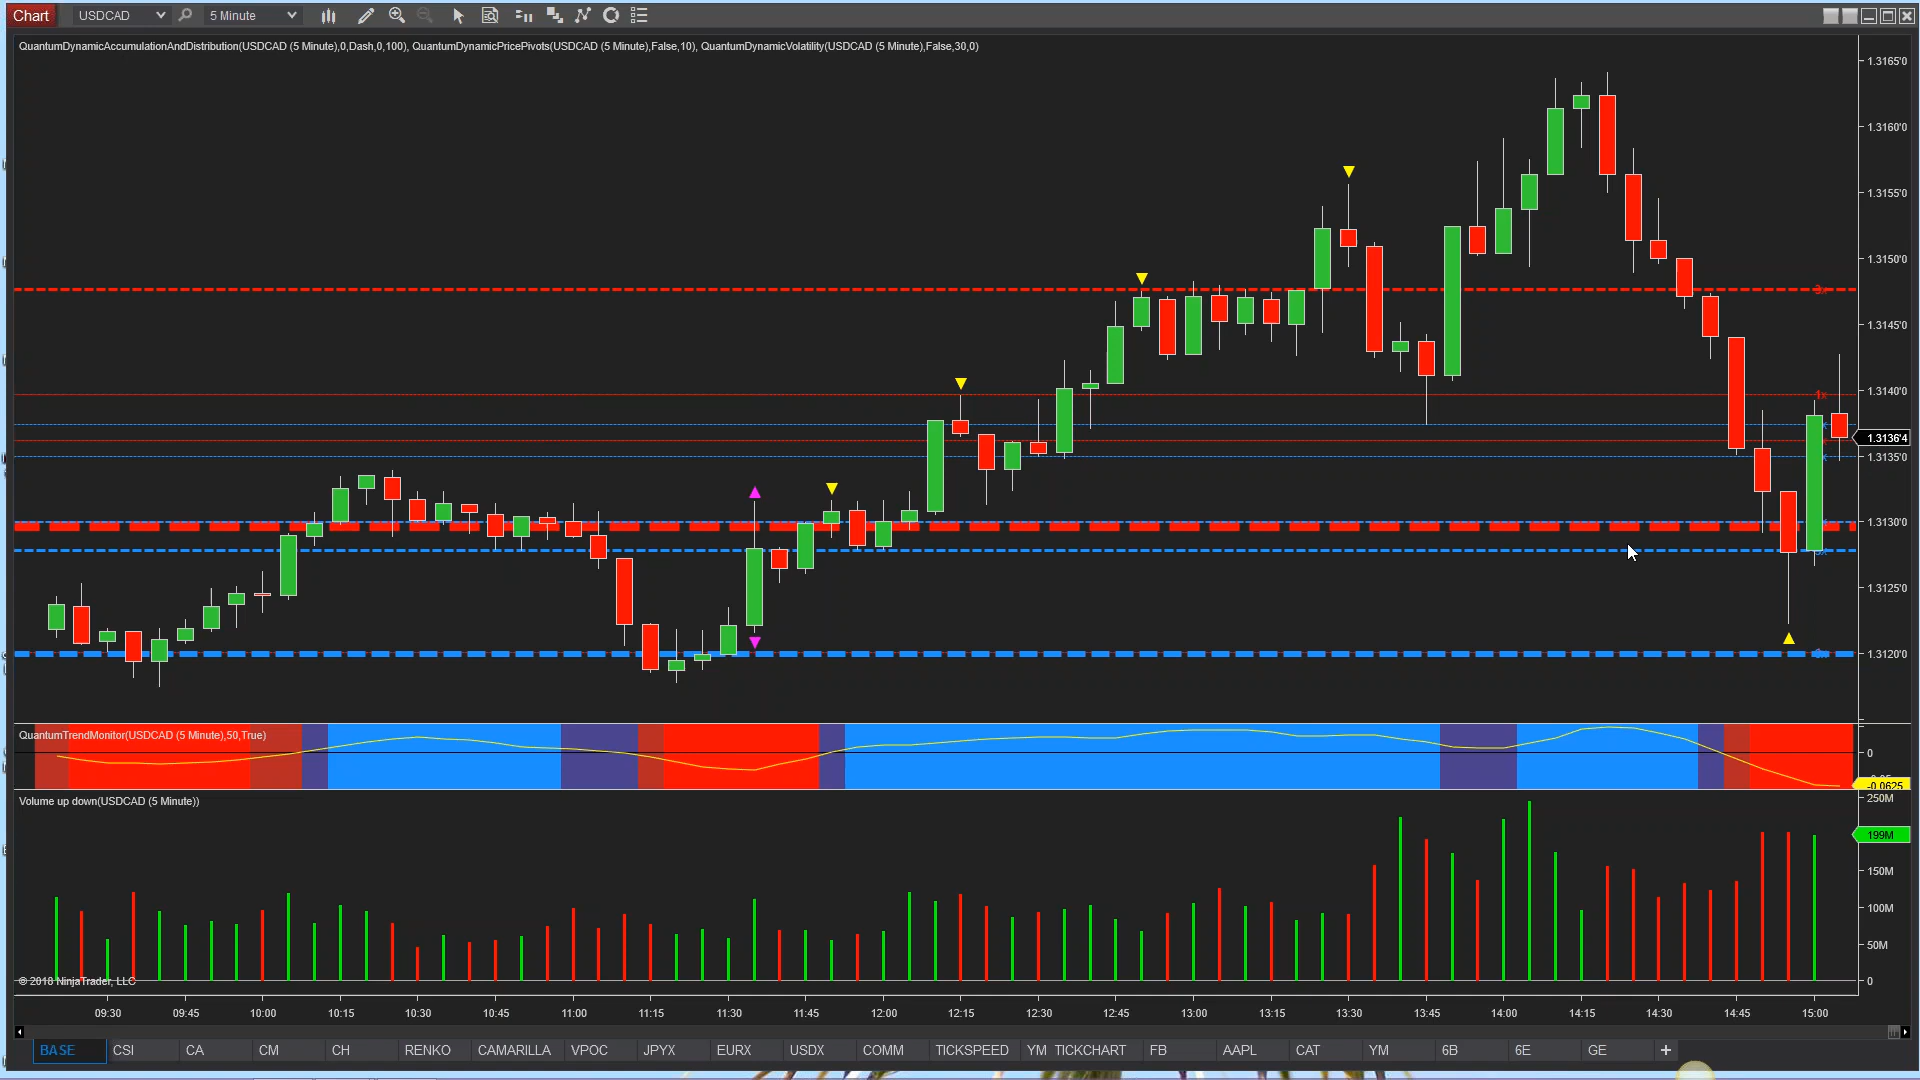 Chart USDCAD 5 Minute
QuantumDynamicAccumulationAndDistribution(USDCAD (5 Minute),0,Dash,0,100), QuantumDynamicPricePivots(USDCAD (5 Minute),False,10), QuantumDynamicVolatility(USDCAD (5 Minute),False,30,0)
1.3165'0
1.3160'0
1.3155'0
1.3150'0
1.3145'0
1.3140'0
1x
1.3136'4
1.3135'0
1.3130'0
1.3125'0
1.3120'0
QuantumTrendMonitor(USDCAD (5 Minute),50,True)
0
-0.0625
Volume up down(USDCAD (5 Minute))
250M
199M
150M
100M
50M
0
© 2018 NinjaTrader, LLC
09:30 09:45 10:00 10:15 10:30 10:45 11:00 11:15 11:30 11:45 12:00 12:15 12:30 12:45 13:00 13:15 13:30 13:45 14:00 14:15 14:30 14:45 15:00
BASE CSI CA CM CH RENKO CAMARILLA VPOC JPYX EURX USDX COMM TICKSPEED YM TICKCHART FB AAPL CAT YM 6B 6E GE +